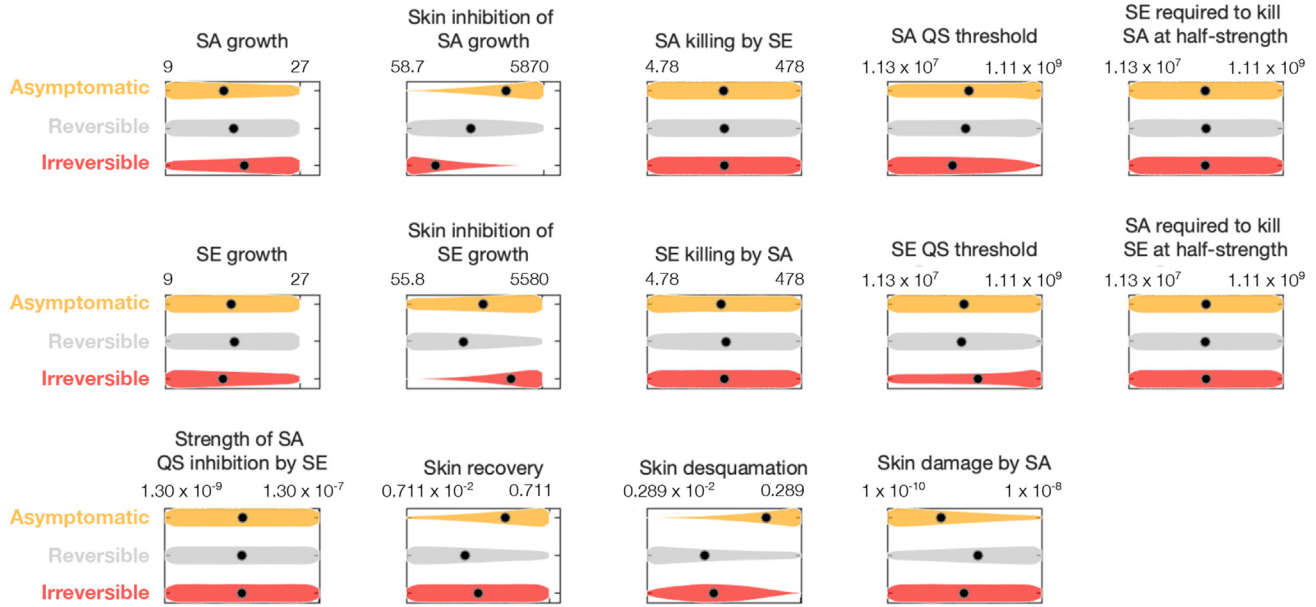 SA growth
9 27
Skin inhibition of
SA growth
58.7 5870
SA killing by SE
4.78 478
SA QS threshold
1.13 x 10⁷ 1.11 x 10⁹
SE required to kill
SA at half-strength
1.13 x 10⁷ 1.11 x 10⁹
Asymptomatic
Reversible
Irreversible
SE growth
9 27
Skin inhibition of
SE growth
55.8 5580
SE killing by SA
4.78 478
SE QS threshold
1.13 x 10⁷ 1.11 x 10⁹
SA required to kill
SE at half-strength
1.13 x 10⁷ 1.11 x 10⁹
Asymptomatic
Reversible
Irreversible
Strength of SA
QS inhibition by SE
1.30 x 10⁻⁹ 1.30 x 10⁻⁷
Skin recovery
0.711 x 10⁻² 0.711
Skin desquamation
0.289 x 10⁻² 0.289
Skin damage by SA
1 x 10⁻¹⁰ 1 x 10⁻⁸
Asymptomatic
Reversible
Irreversible